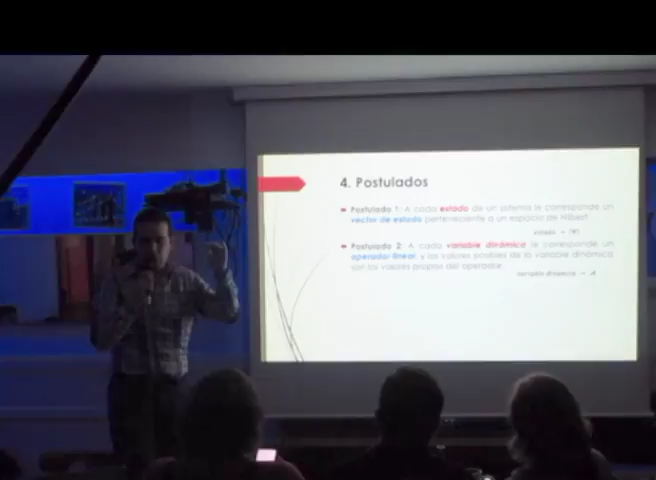 4. Postulados
Postulado 1: A cada estado de un sistema le corresponde un
vector de estado perteneciente a un espacio de Hilbert
estado → |Ψ⟩
Postulado 2: A cada variable dinámica le corresponde un
operador lineal y los valores posibles de la variable dinámica
son los valores propios del operador
variable dinámica → A